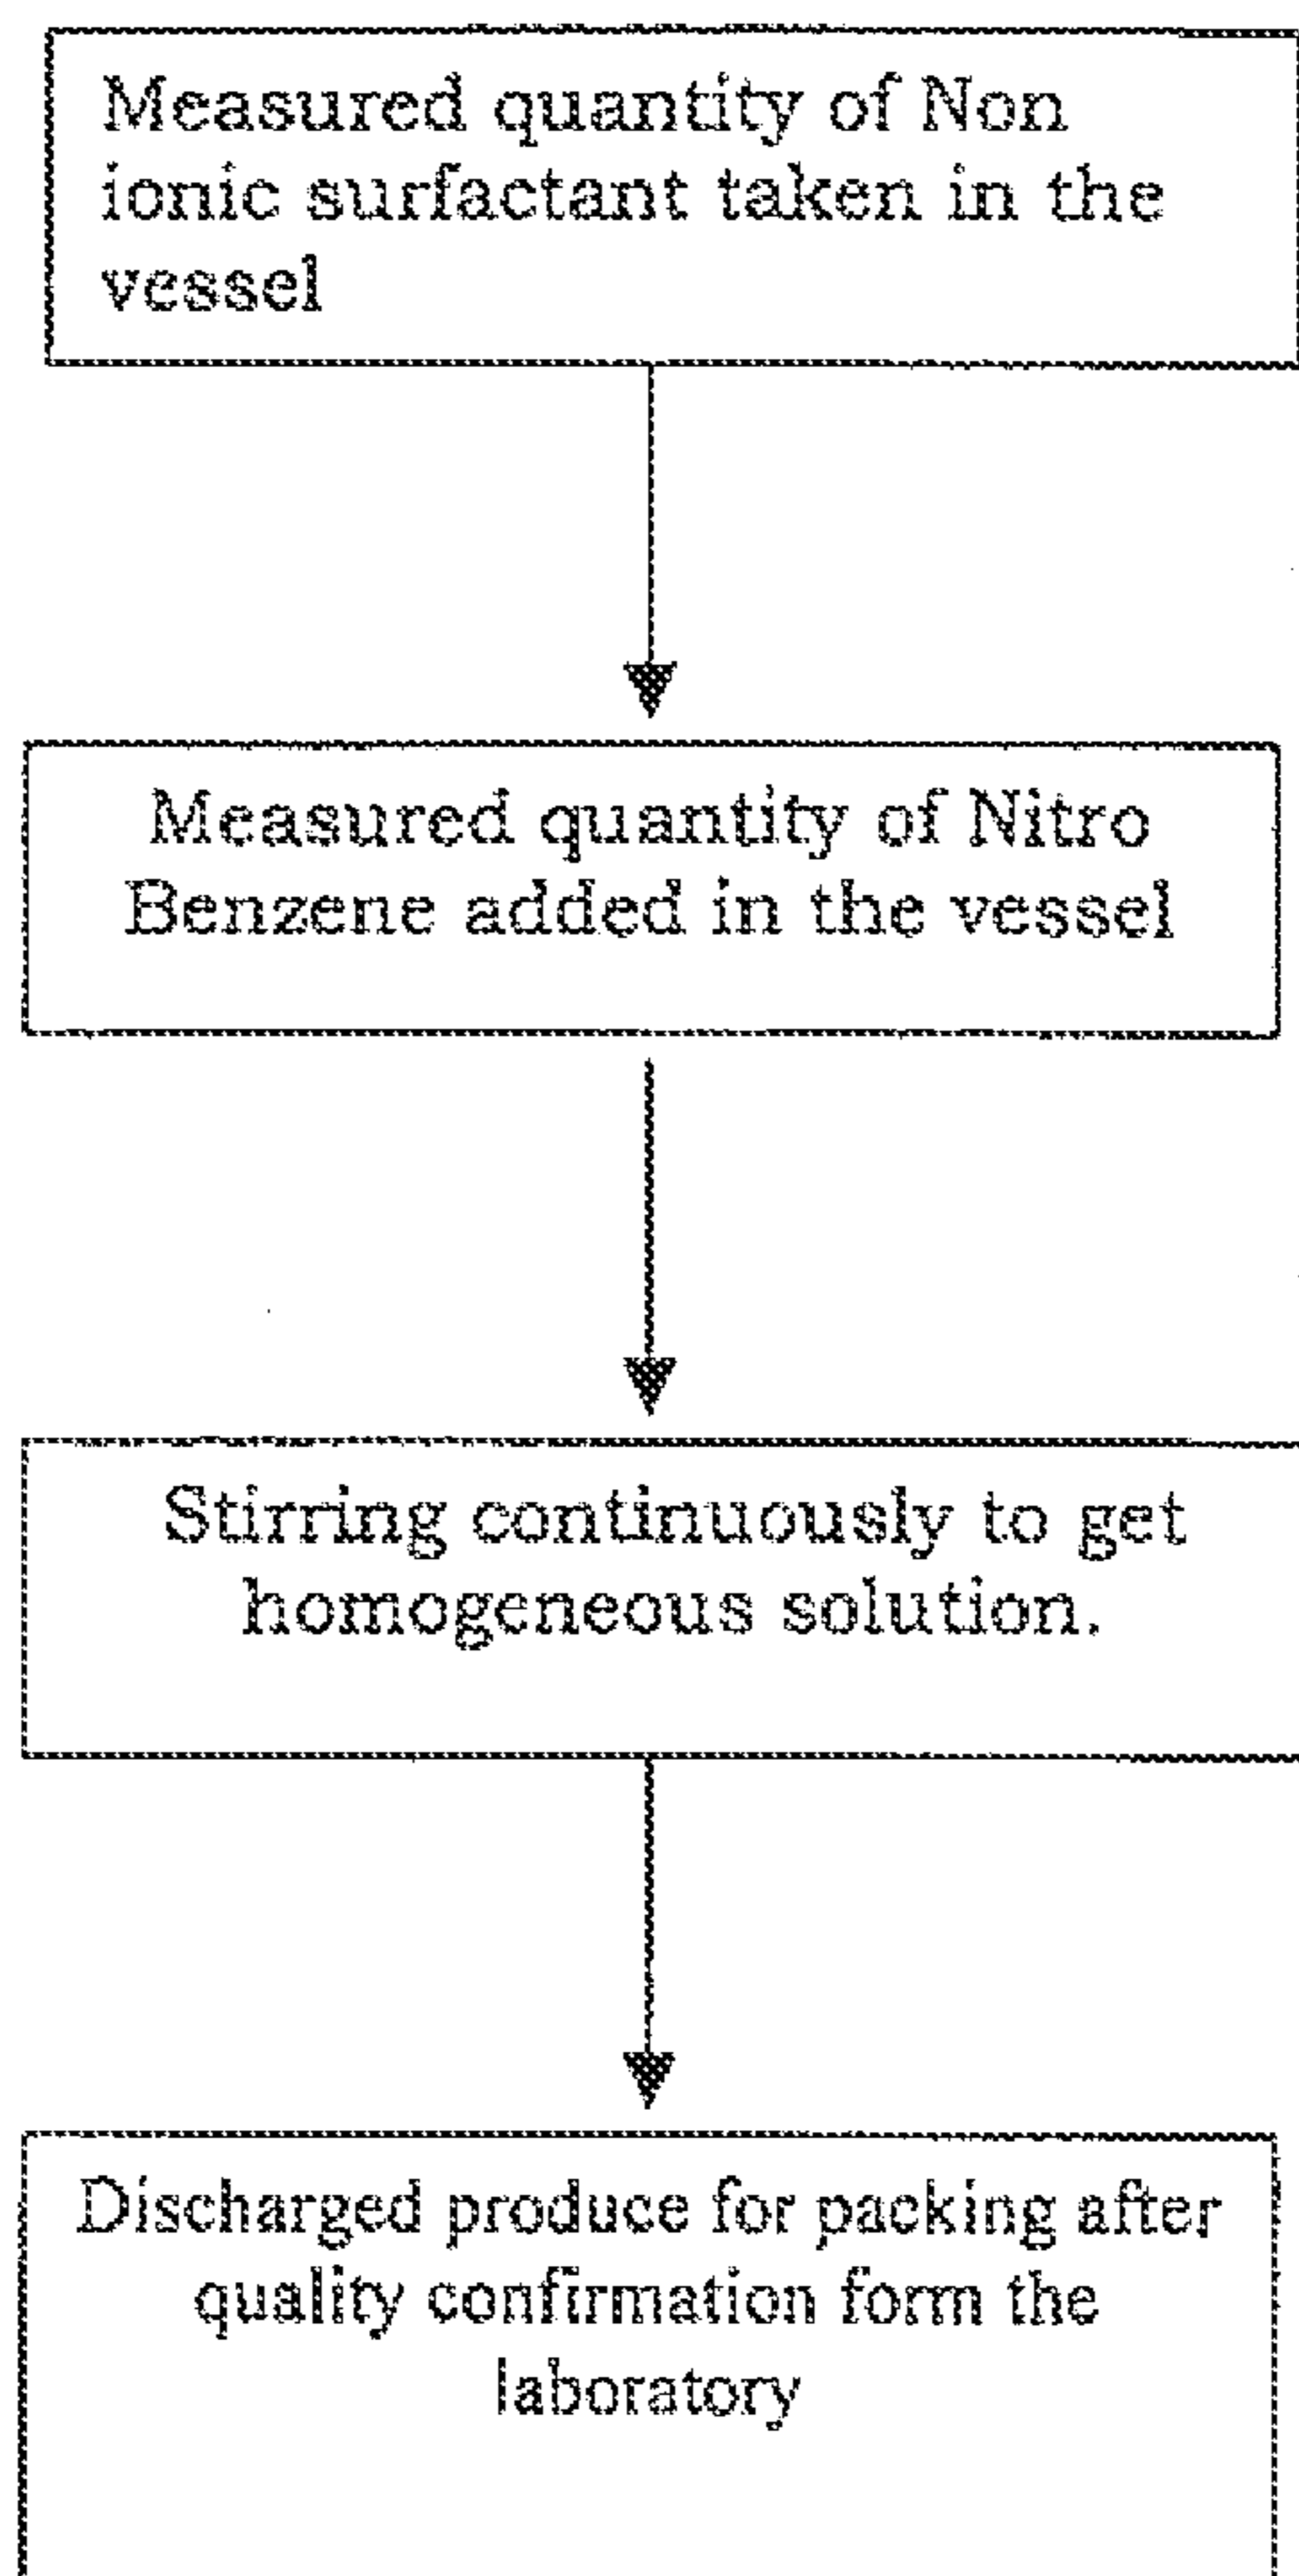 Measured quantity of Non
ionic surfactant taken in the
vessel
Measured quantity of Nitro
Benzene added in the vessel
Stirring continuously to get
homogeneous solution.
Discharged produce for packing after
quality confirmation form the
laboratory